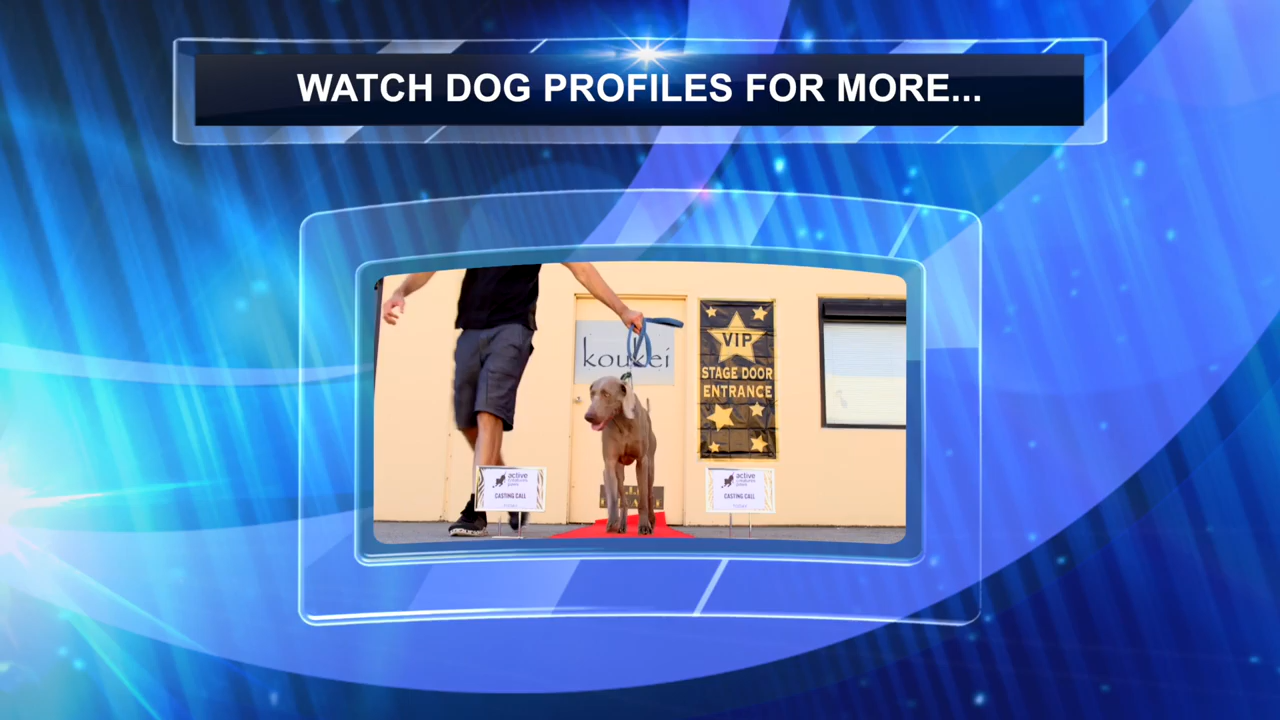 WATCH DOG PROFILES FOR MORE...
koukei
VIP
STAGE DOOR
ENTRANCE
active
CASTING CALL
active
CASTING CALL